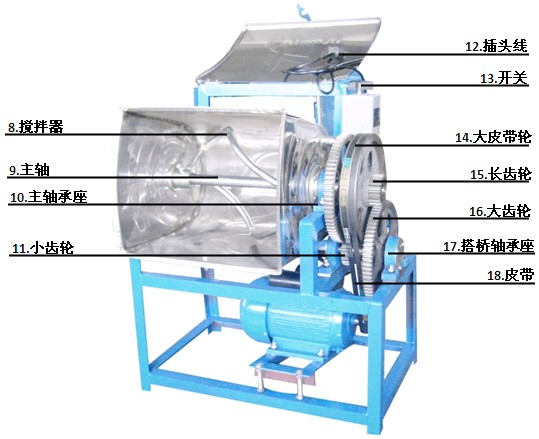 12.插头线
13.开关
8.搅拌器
14.大皮带轮
9.主轴
15.长齿轮
10.主轴承座
16.大齿轮
11.小齿轮
17.搭桥轴承座
18.皮带